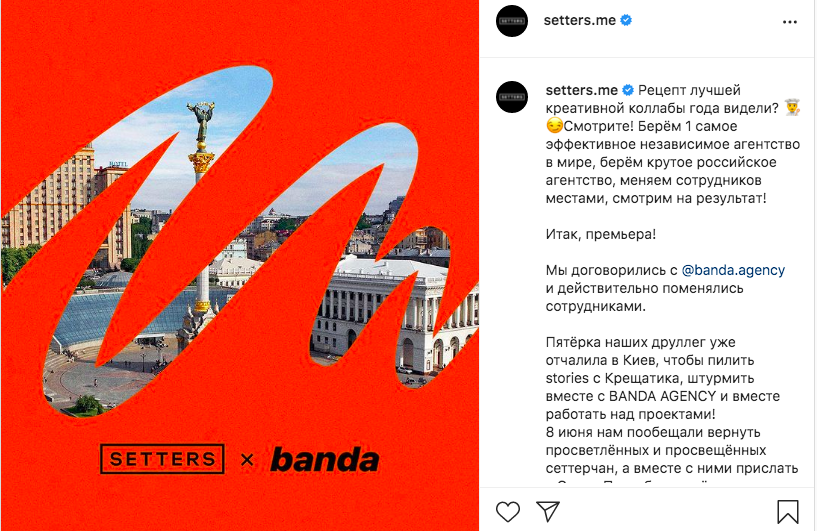 HOTEL
SETTERS × banda
setters.me
setters.me Рецепт лучшей
креативной коллабы года видели? 👨‍🍳
😏Смотрите! Берём 1 самое
эффективное независимое агентство
в мире, берём крутое российское
агентство, меняем сотрудников
местами, смотрим на результат!
Итак, премьера!
Мы договорились с @banda.agency
и действительно поменялись
сотрудниками.
Пятёрка наших друллег уже
отчалила в Киев, чтобы пилить
stories с Крещатика, штурмить
вместе с BANDA AGENCY и вместе
работать над проектами!
8 июня нам пообещали вернуть
просветлённых и просвещённых
сеттерчан, а вместе с ними прислать